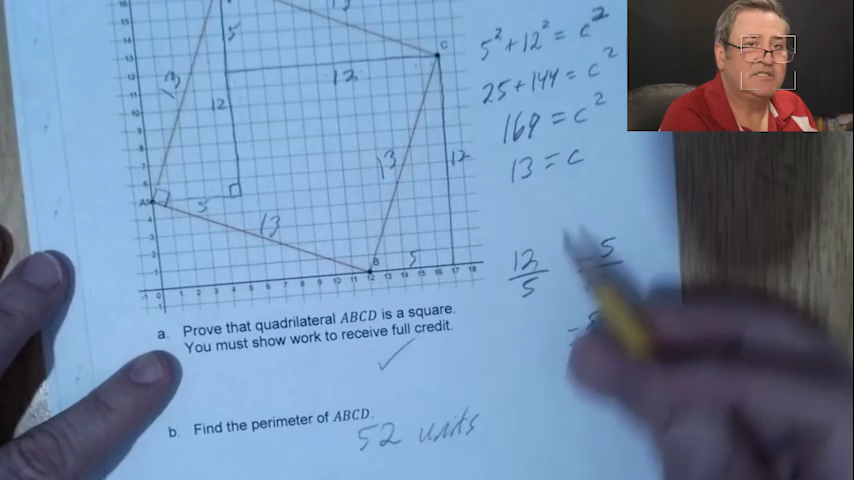 13
5
C
5² + 12² = c²
12
25 + 144 = c²
13
12
169 = c²
13
12
13 = c
A
5
13
B
5
12/5
-5
-1 0 1 2 3 4 5 6 7 8 9 10 11 12 13 14 15 16 17 18
a. Prove that quadrilateral ABCD is a square.
You must show work to receive full credit.
b. Find the perimeter of ABCD.
52 units